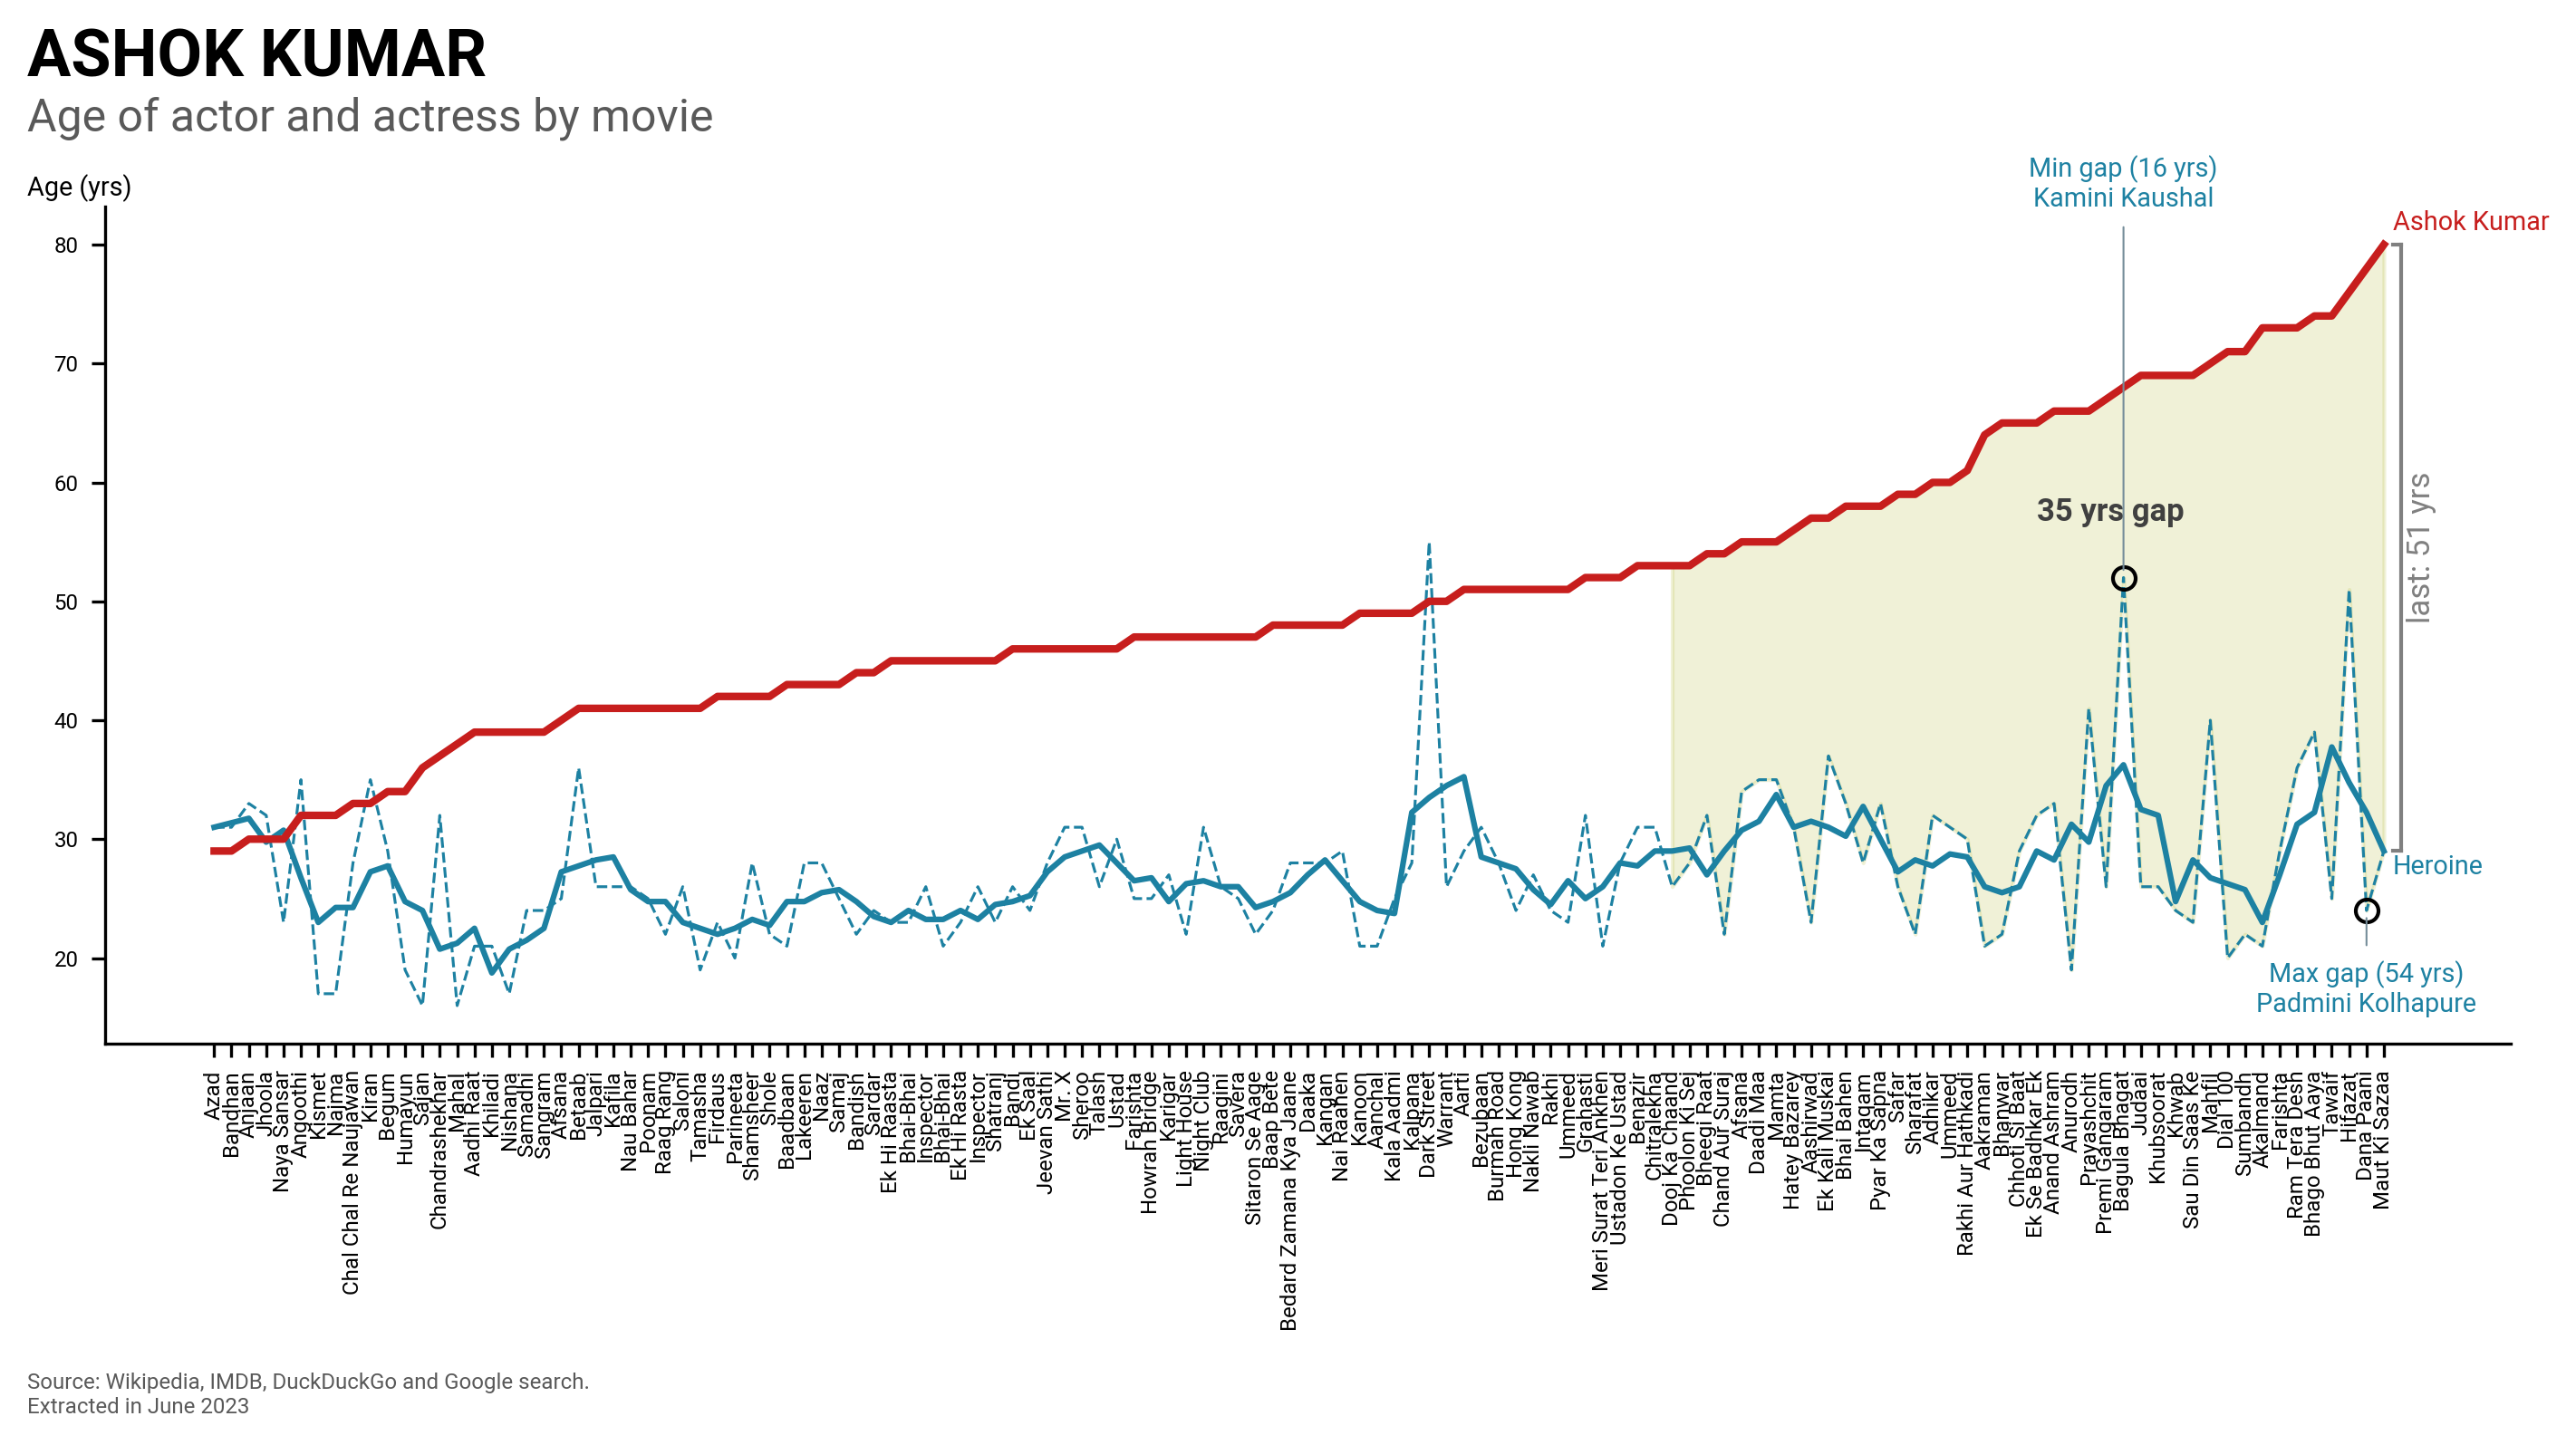 ASHOK KUMAR
Age of actor and actress by movie
Age (yrs)
Min gap (16 yrs)
Kamini Kaushal
Ashok Kumar
80
70
60
50
40
30
20
35 yrs gap
last: 51 yrs
Heroine
Max gap (54 yrs)
Padmini Kolhapure
Azad
Bandhan
Anjaan
Jhoola
Naya Sansar
Angoothi
Kismet
Najma
Chal Chal Re Naujawan
Kiran
Begum
Humayun
Sajan
Chandrashekhar
Mahal
Aadhi Raat
Khiladi
Nishana
Samadhi
Sangram
Afsana
Betaab
Jalpari
Kafila
Nau Bahar
Poonam
Raag Rang
Saloni
Tamasha
Firdaus
Parineeta
Shamsheer
Shole
Baadbaan
Lakeeren
Naaz
Samaj
Bandish
Sardar
Ek Hi Raasta
Bhai-Bhai
Inspector
Bhai-Bhai
Ek Hi Rasta
Inspector
Shatranj
Bandi
Ek Saal
Jeevan Sathi
Mr. X
Sheroo
Talash
Ustad
Farishta
Howrah Bridge
Karigar
Light House
Night Club
Raagini
Savera
Sitaron Se Aage
Baap Bete
Bedard Zamana Kya Jaane
Daaka
Kangan
Nai Raahen
Kanoon
Aanchal
Kala Aadmi
Kalpana
Dark Street
Warrant
Aarti
Bezubaan
Burmah Road
Hong Kong
Nakli Nawab
Rakhi
Ummeed
Grahasti
Meri Surat Teri Ankhen
Ustadon Ke Ustad
Benazir
Chitralekha
Dooj Ka Chaand
Phoolon Ki Sej
Bheegi Raat
Chand Aur Suraj
Afsana
Daadi Maa
Mamta
Hatey Bazarey
Aashirwad
Ek Kali Muskai
Bhai Bahen
Intaqam
Pyar Ka Sapna
Safar
Sharafat
Adhikar
Ummeed
Rakhi Aur Hathkadi
Aakraman
Bhanwar
Chhoti Si Baat
Ek Se Badhkar Ek
Anand Ashram
Anurodh
Prayashchit
Premi Gangaram
Bagula Bhagat
Judaai
Khubsoorat
Khwab
Sau Din Saas Ke
Mahfil
Dial 100
Sumbandh
Akalmand
Farishta
Ram Tera Desh
Bhago Bhut Aaya
Tawaif
Hifazat
Dana Paani
Maut Ki Sazaa
Source: Wikipedia, IMDB, DuckDuckGo and Google search.
Extracted in June 2023